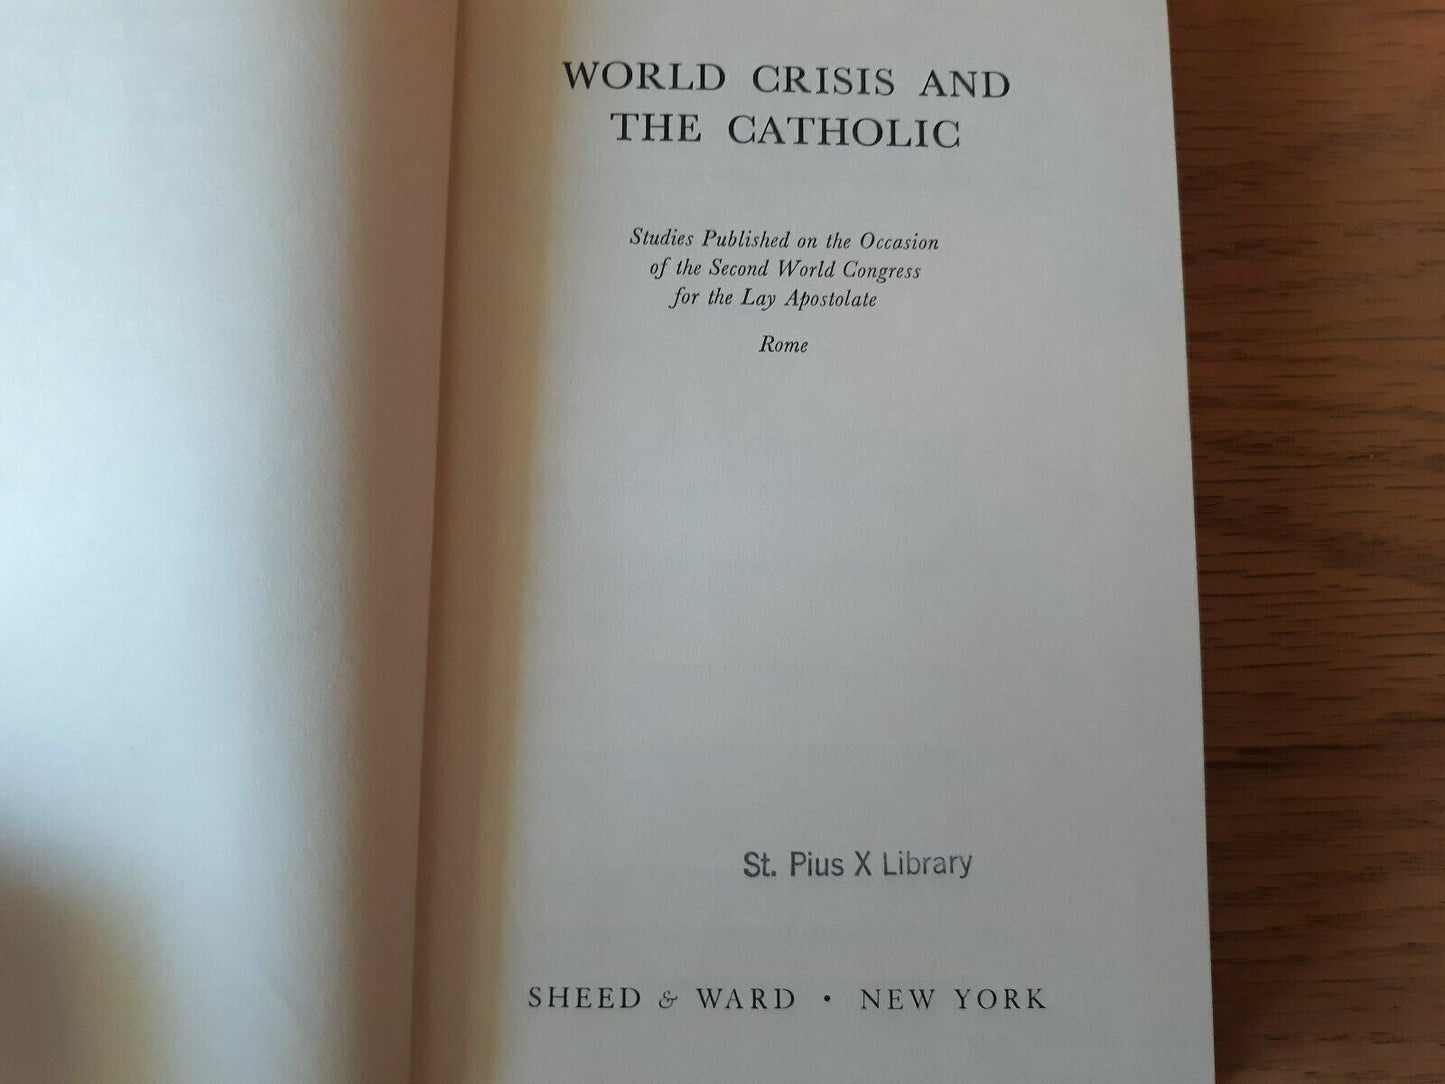 WORLD CRISIS AND
THE CATHOLIC
Studies Published on the Occasion
of the Second World Congress
for the Lay Apostolate
Rome
St. Pius X Library
SHEED & WARD · NEW YORK